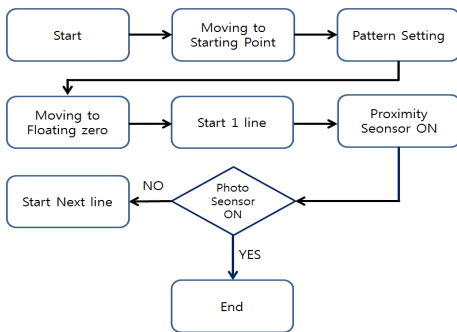 Start
Moving to
Starting Point
Pattern Setting
Moving to
Floating zero
Start 1 line
Proximity
Seonsor ON
Start Next line
NO
Photo
Seonsor
ON
YES
End